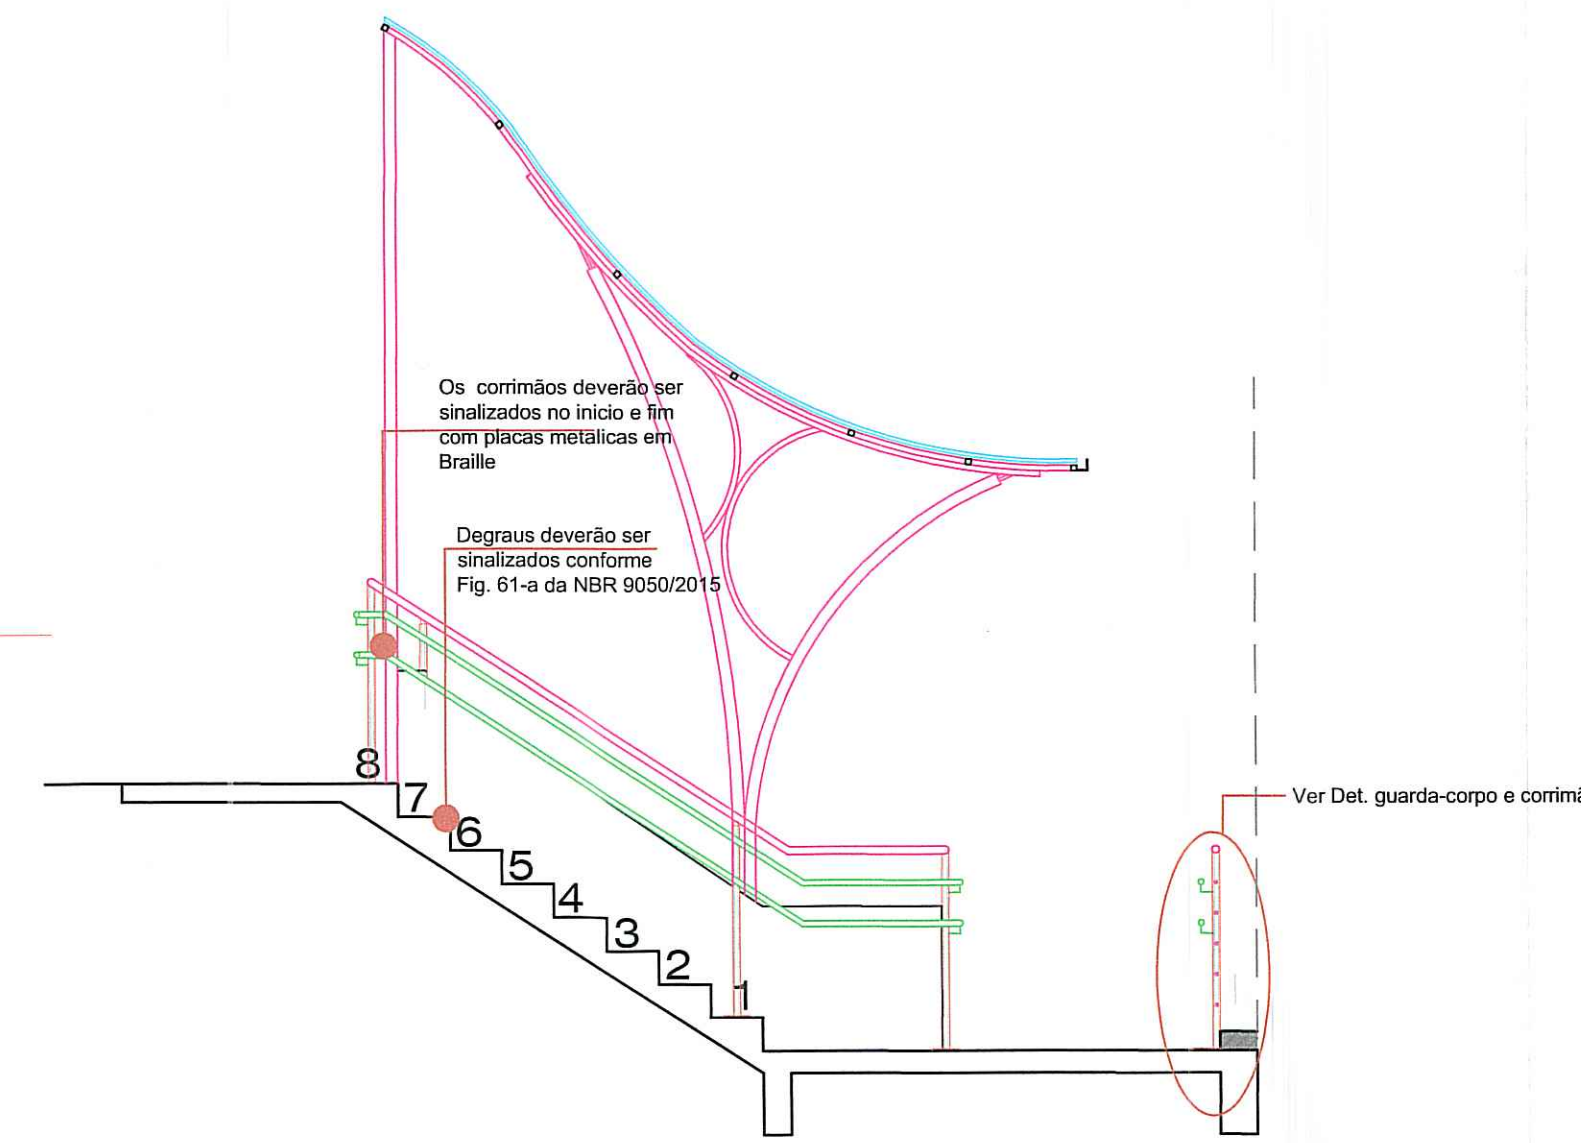 Os corrimãos deverão ser
sinalizados no inicio e fim
com placas metálicas em
Braille
Degraus deverão ser
sinalizados conforme
Fig. 61-a da NBR 9050/2015
8
7
6
5
4
3
2
1
Ver Det. guarda-corpo e